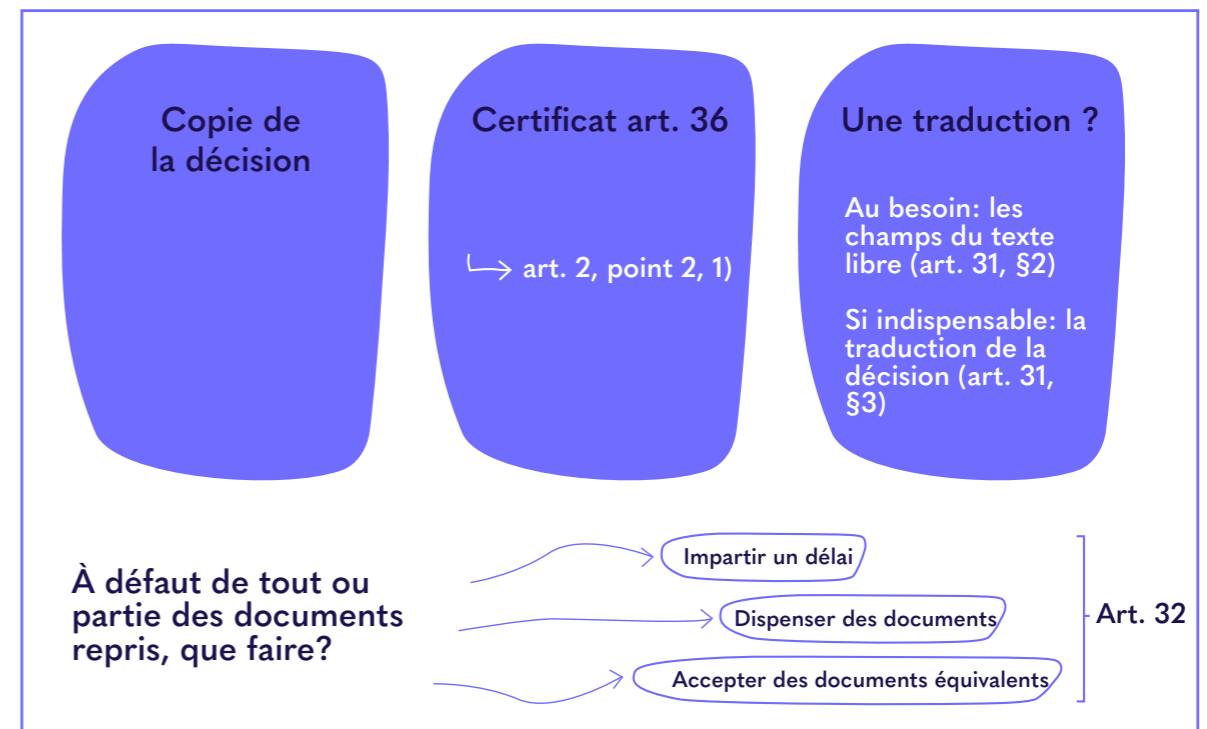 Copie de
la décision
Certificat art. 36
art. 2, point 2, 1)
Une traduction ?
Au besoin: les
champs du texte
libre (art. 31, §2)
Si indispensable: la
traduction de la
décision (art. 31,
§3)
À défaut de tout ou
partie des documents
repris, que faire?
Impartir un délai
Dispenser des documents
Accepter des documents équivalents
Art. 32